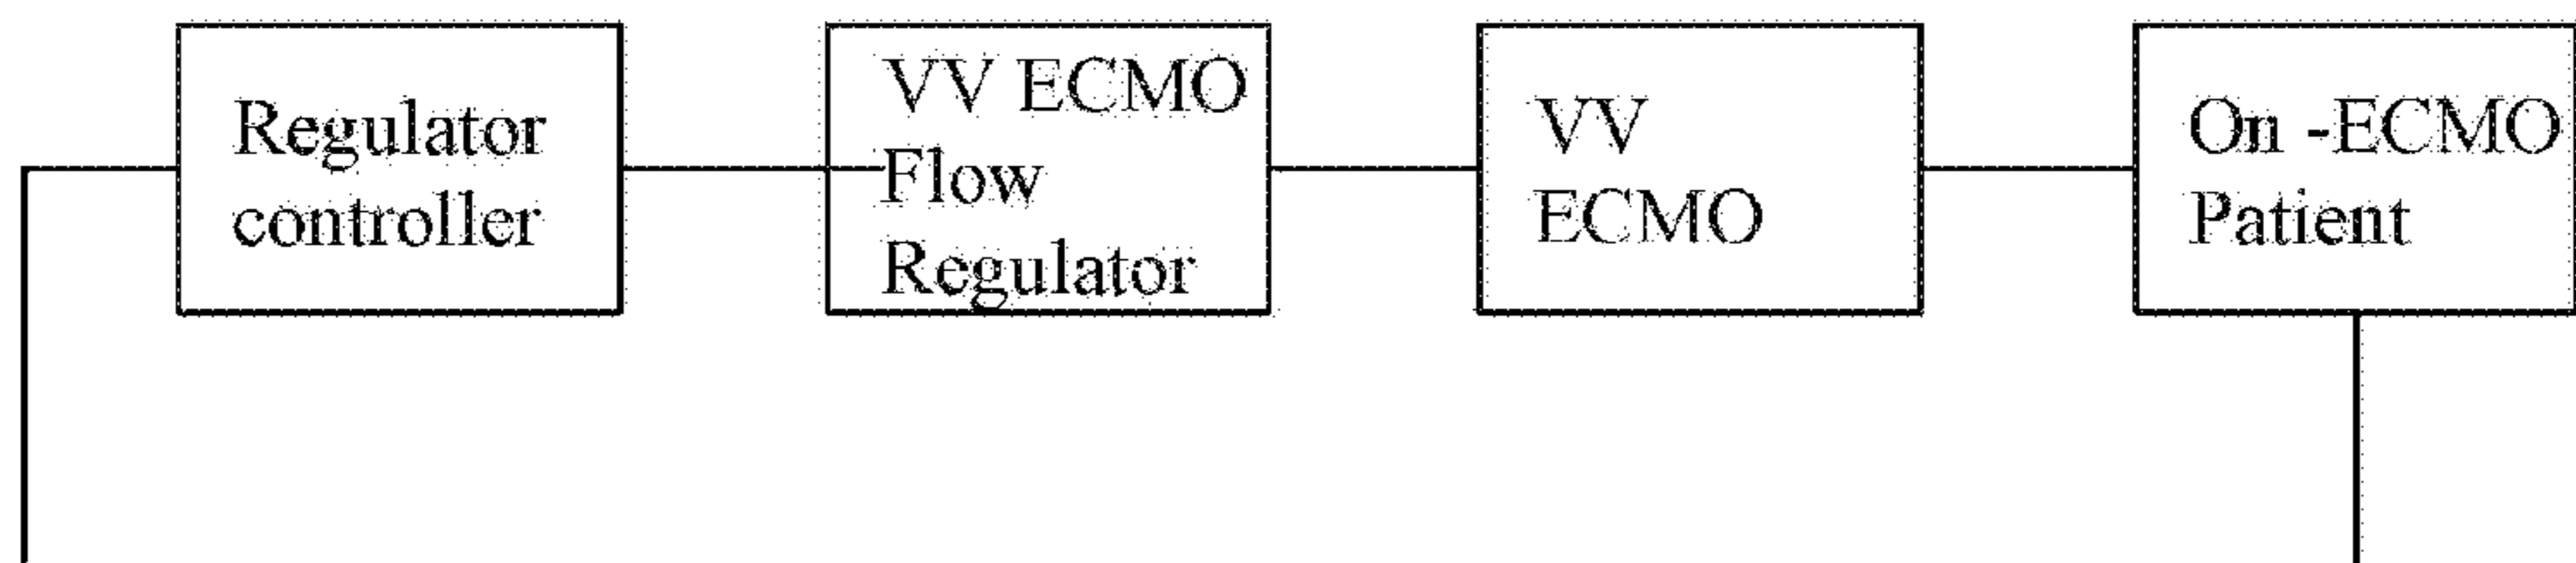 Regulator
controller
VV ECMO
Flow
Regulator
VV
ECMO
On -ECMO
Patient